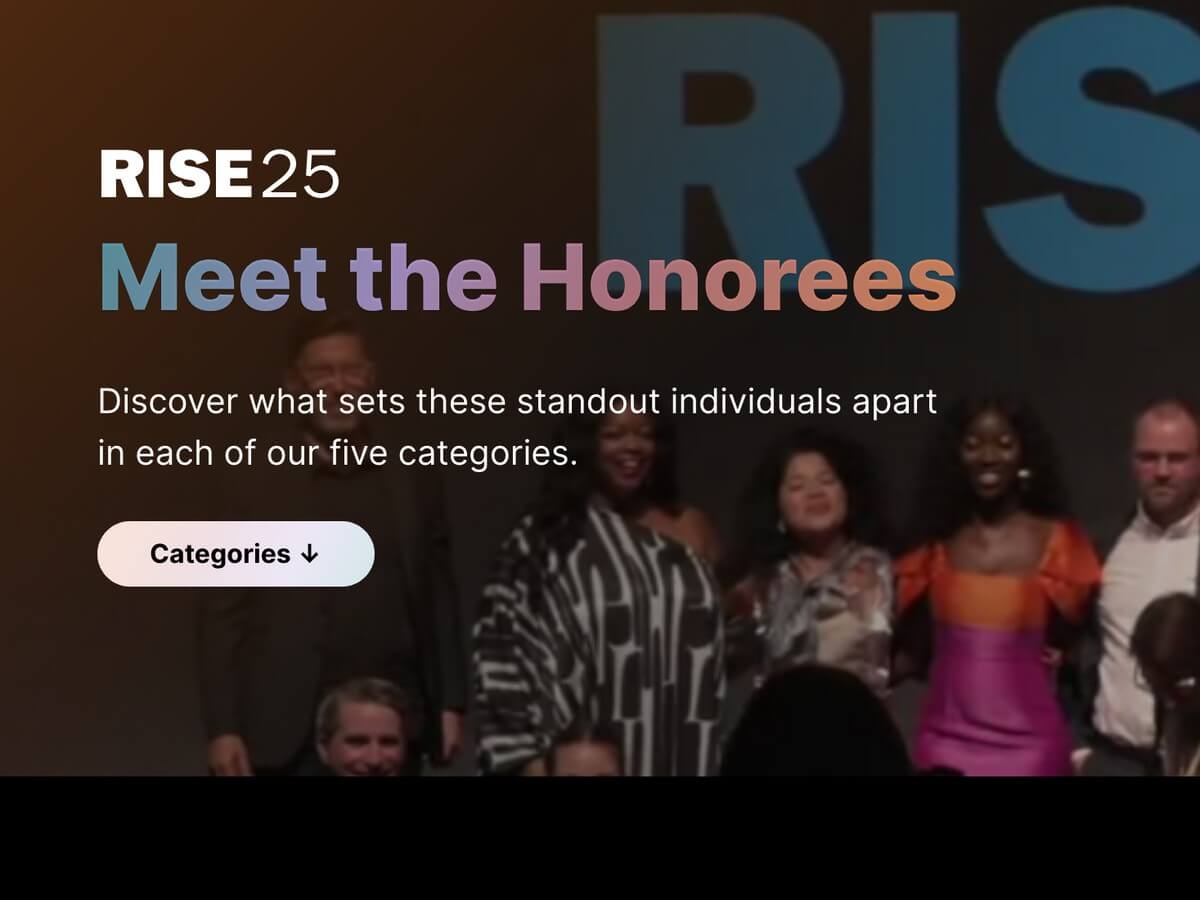 RIS
RISE25
Meet the Honorees
Discover what sets these standout individuals apart
in each of our five categories.
Categories ↓